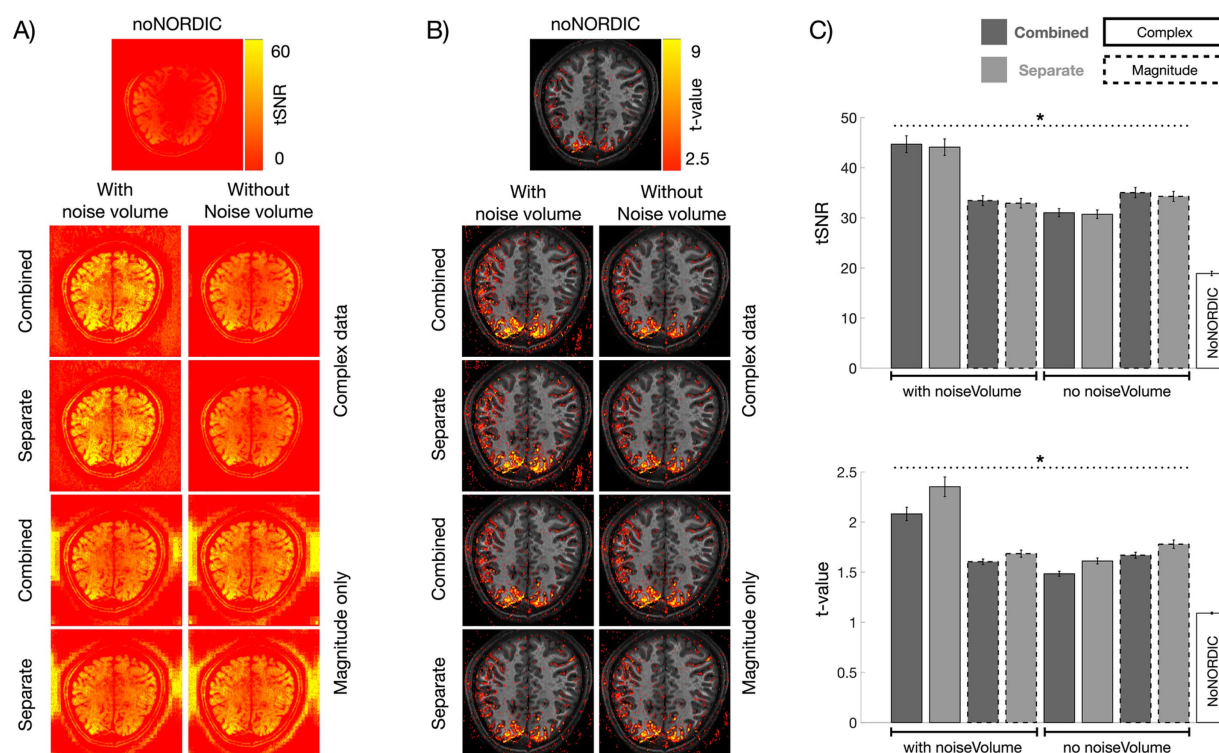 A)
noNORDIC
60
tSNR
0
With
noise volume
Without
Noise volume
Combined
Separate
Complex data
Combined
Separate
Magnitude only
B)
noNORDIC
9
t-value
2.5
With
noise volume
Without
Noise volume
Combined
Separate
Complex data
Combined
Separate
Magnitude only
C)
Combined
Complex
Separate
Magnitude
50
40
30
20
10
0
tSNR
*
NoNORDIC
with noiseVolume
no noiseVolume
2.5
2
1.5
1
0.5
0
t-value
*
NoNORDIC
with noiseVolume
no noiseVolume